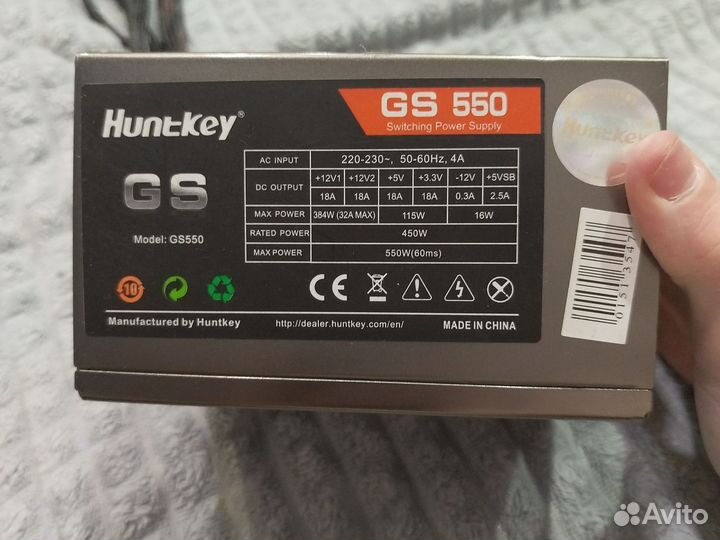 Huntkey®
GS 550
Switching Power Supply
Huntkey
GS
Model: GS550
AC INPUT 220-230~, 50-60Hz, 4A
DC OUTPUT +12V1 +12V2 +5V +3.3V -12V +5VSB
18A 18A 18A 18A 0.3A 2.5A
MAX POWER 384W (32A MAX) 115W 16W
RATED POWER 450W
MAX POWER 550W(60ms)
10
CE
Manufactured by Huntkey
http://dealer.huntkey.com/en/
MADE IN CHINA
01513547
Avito